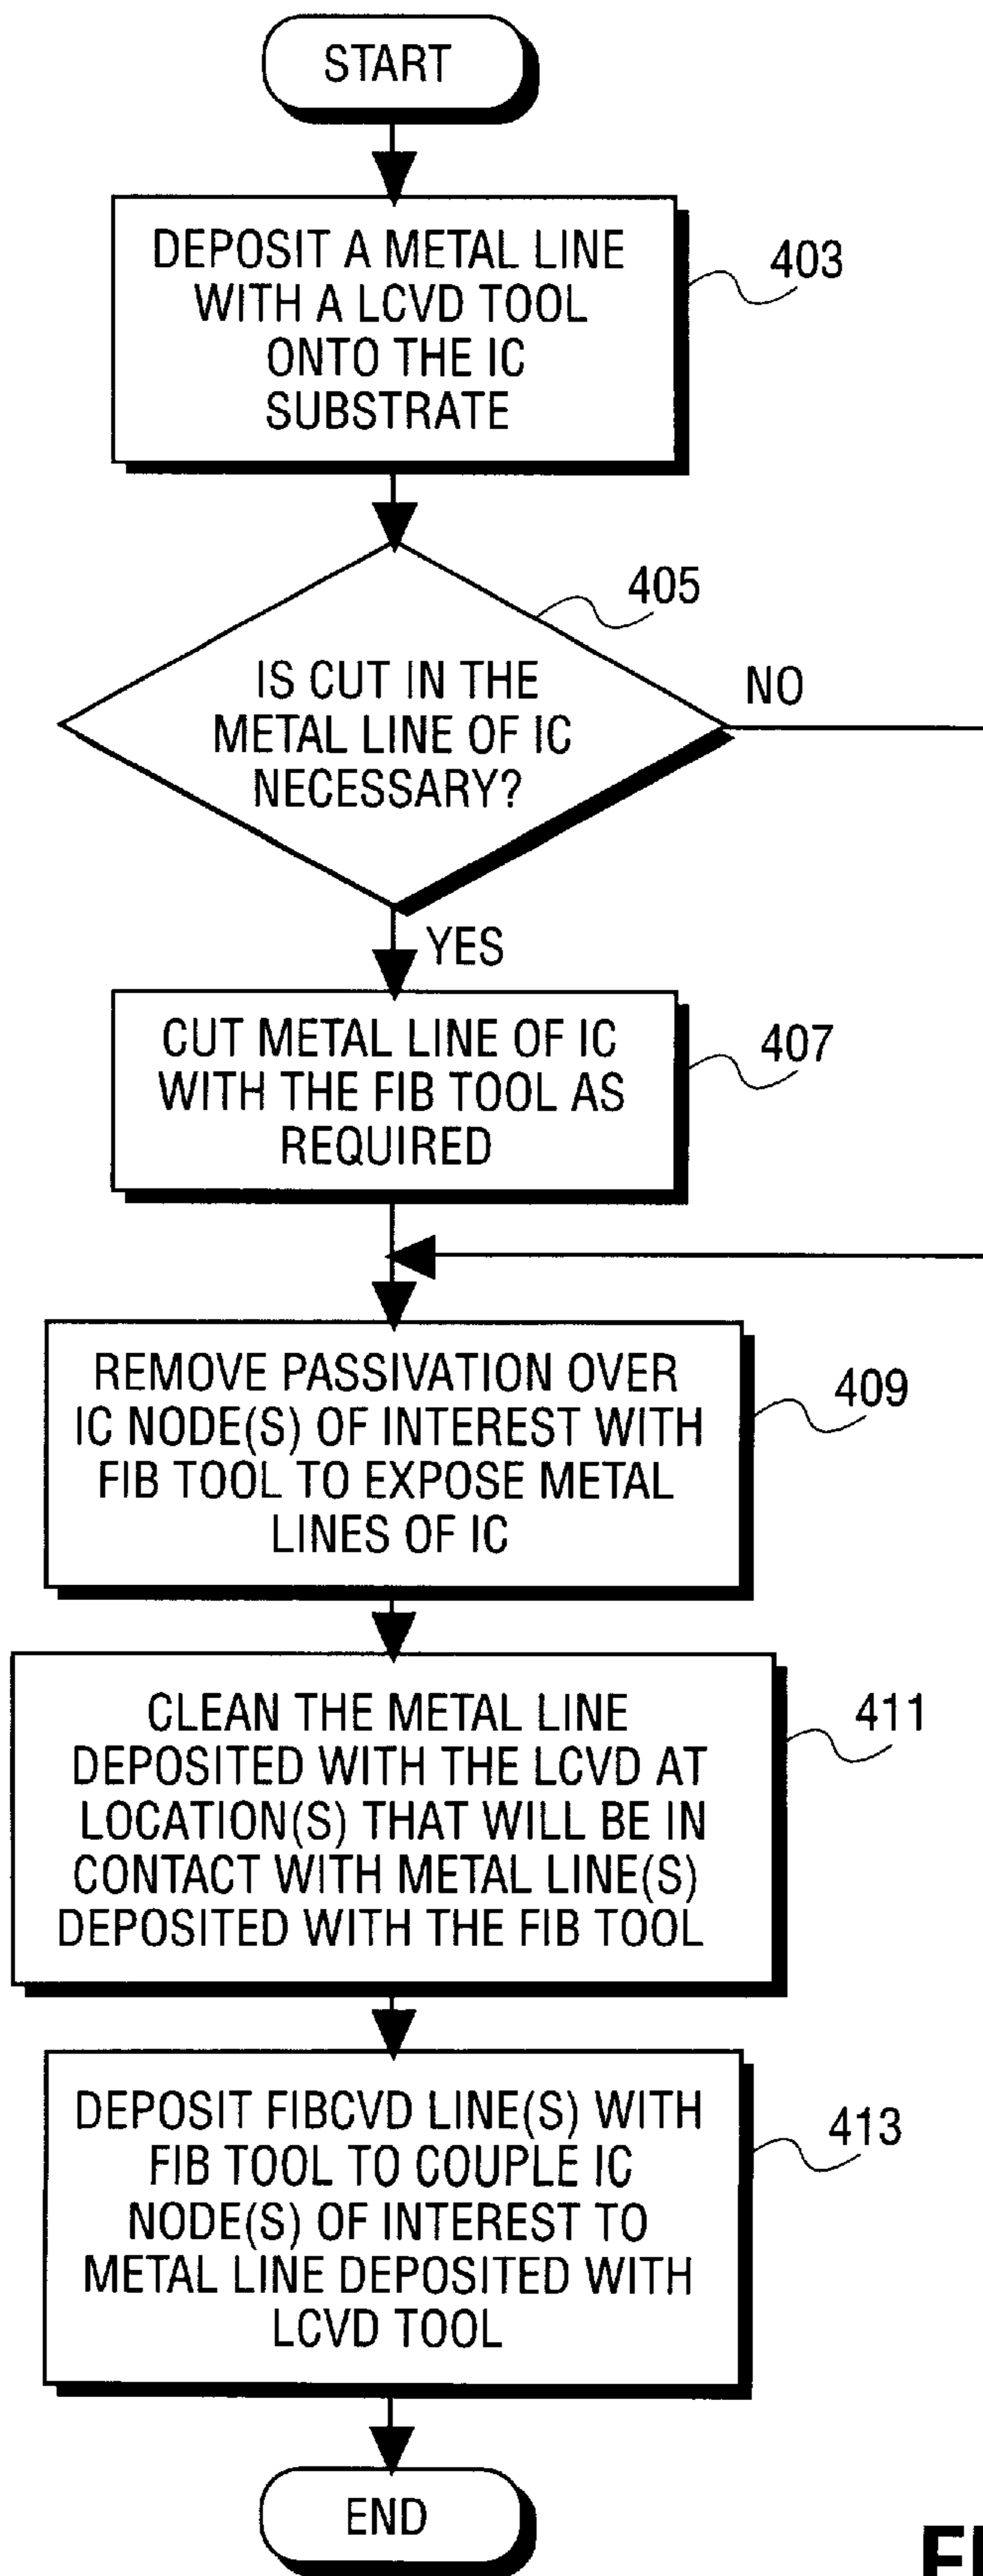 START
DEPOSIT A METAL LINE
WITH A LCVD TOOL
ONTO THE IC
SUBSTRATE
403
405
IS CUT IN THE
METAL LINE OF IC
NECESSARY?
NO
YES
CUT METAL LINE OF IC
WITH THE FIB TOOL AS
REQUIRED
407
REMOVE PASSIVATION OVER
IC NODE(S) OF INTEREST WITH
FIB TOOL TO EXPOSE METAL
LINES OF IC
409
CLEAN THE METAL LINE
DEPOSITED WITH THE LCVD AT
LOCATION(S) THAT WILL BE IN
CONTACT WITH METAL LINE(S)
DEPOSITED WITH THE FIB TOOL
411
DEPOSIT FIBCVD LINE(S) WITH
FIB TOOL TO COUPLE IC
NODE(S) OF INTEREST TO
METAL LINE DEPOSITED WITH
LCVD TOOL
413
END